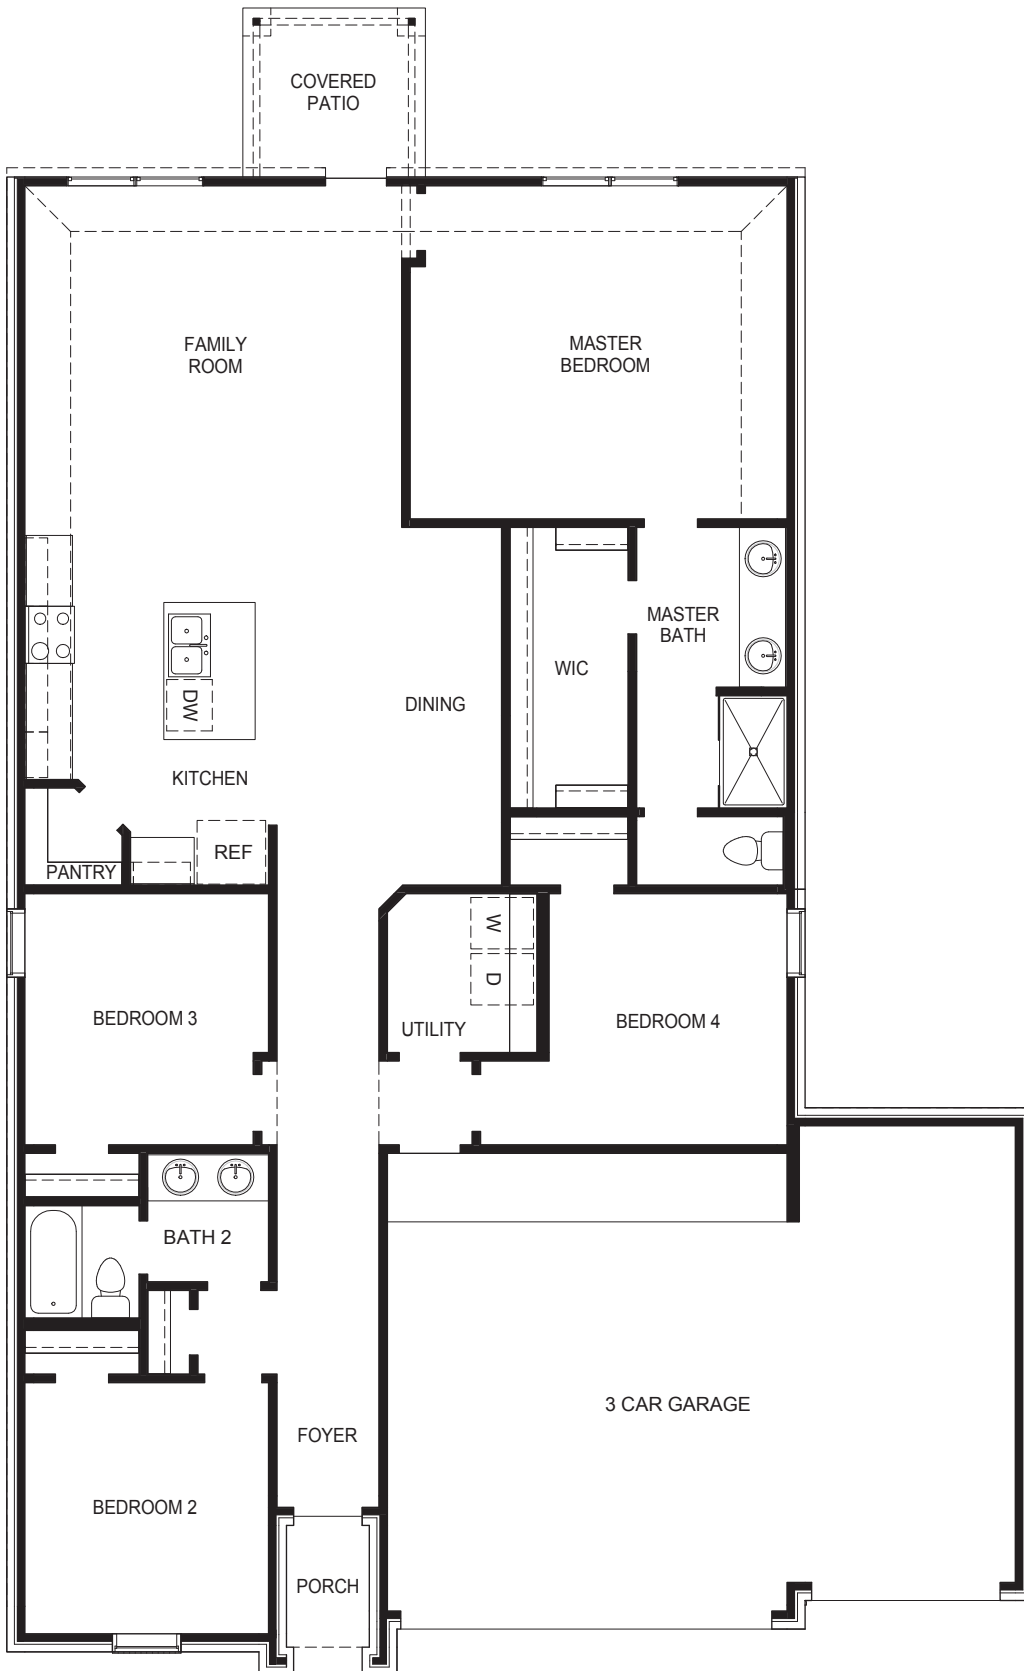 COVERED
PATIO
FAMILY
ROOM
MASTER
BEDROOM
MASTER
BATH
WIC
DW
DINING
KITCHEN
REF
PANTRY
W
D
BEDROOM 3
UTILITY
BEDROOM 4
BATH 2
3 CAR GARAGE
FOYER
BEDROOM 2
PORCH